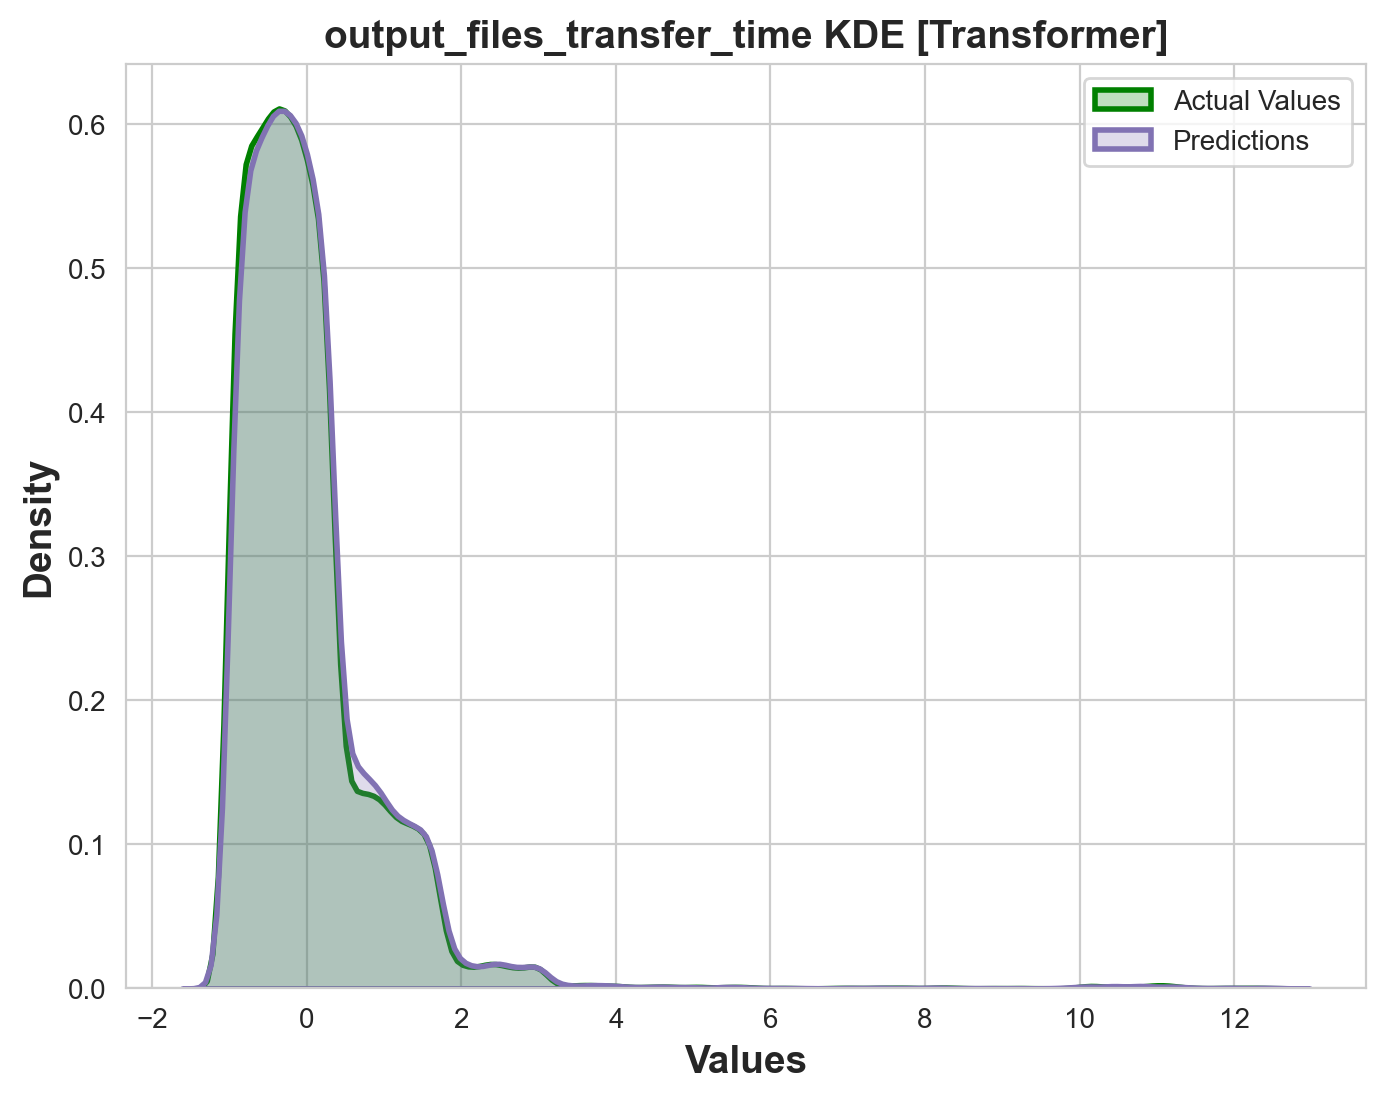 output_files_transfer_time KDE [Transformer]
Actual Values
Predictions
Density
0.6
0.5
0.4
0.3
0.2
0.1
0.0
−2 0 2 4 6 8 10 12
Values